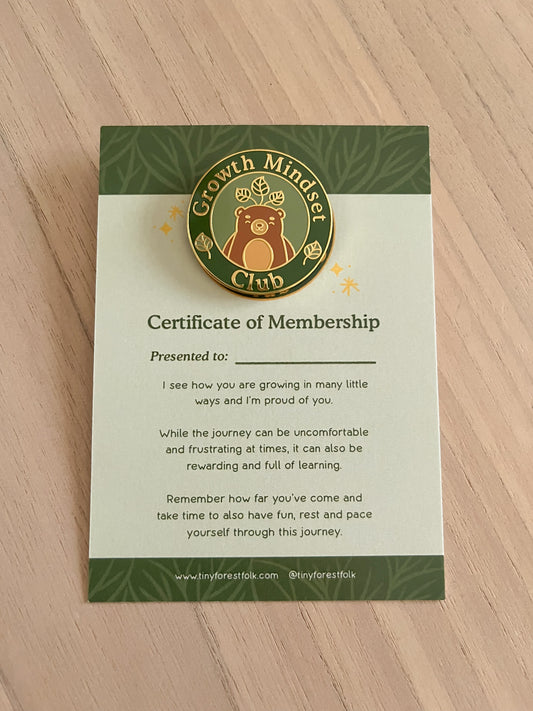 Growth Mindset
Club
Certificate of Membership
Presented to:
I see how you are growing in many little
ways and I'm proud of you.
While the journey can be uncomfortable
and frustrating at times, it can also be
rewarding and full of learning.
Remember how far you've come and
take time to also have fun, rest and pace
yourself through this journey.
www.tinyforestfolk.com @tinyforestfolk